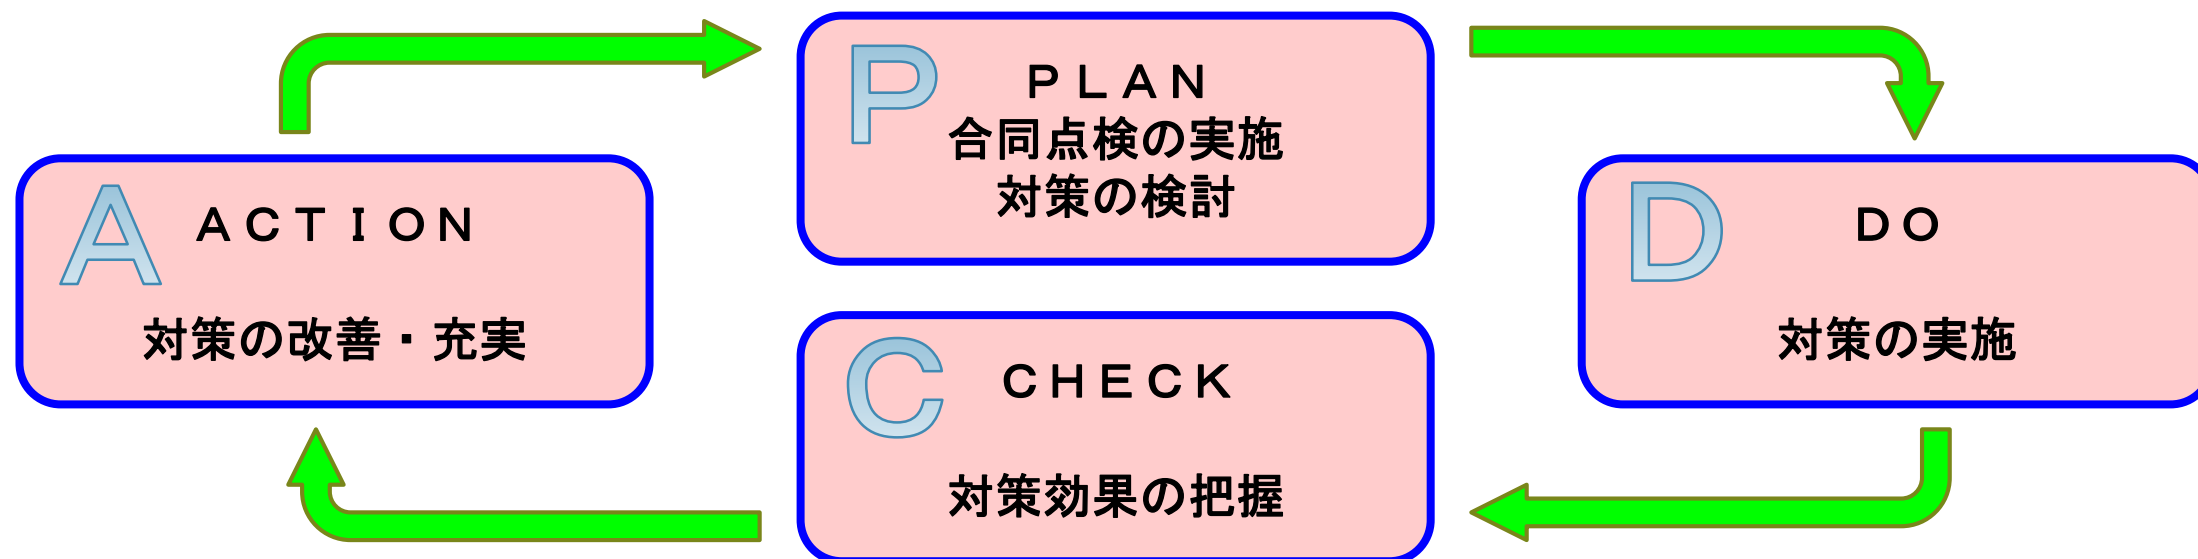 P
ＰＬＡＮ
合同点検の実施
対策の検討
D
ＤＯ
対策の実施
C
ＣＨＥＣＫ
対策効果の把握
A
ＡＣＴＩＯＮ
対策の改善・充実